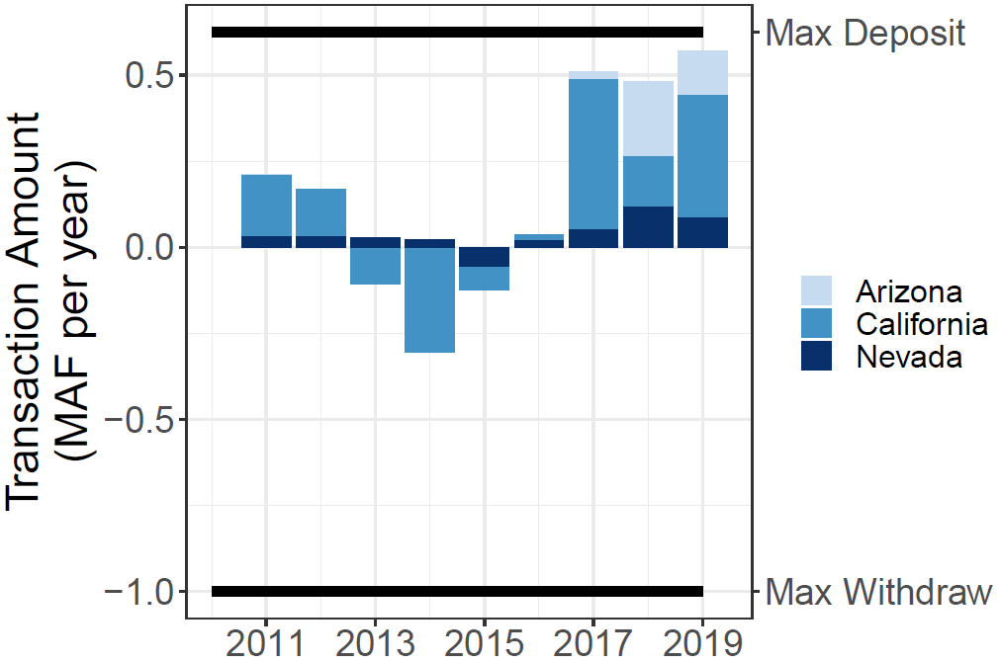 Transaction Amount
(MAF per year)
0.5
0.0
−0.5
−1.0
2011 2013 2015 2017 2019
Max Deposit
Max Withdraw
Arizona
California
Nevada